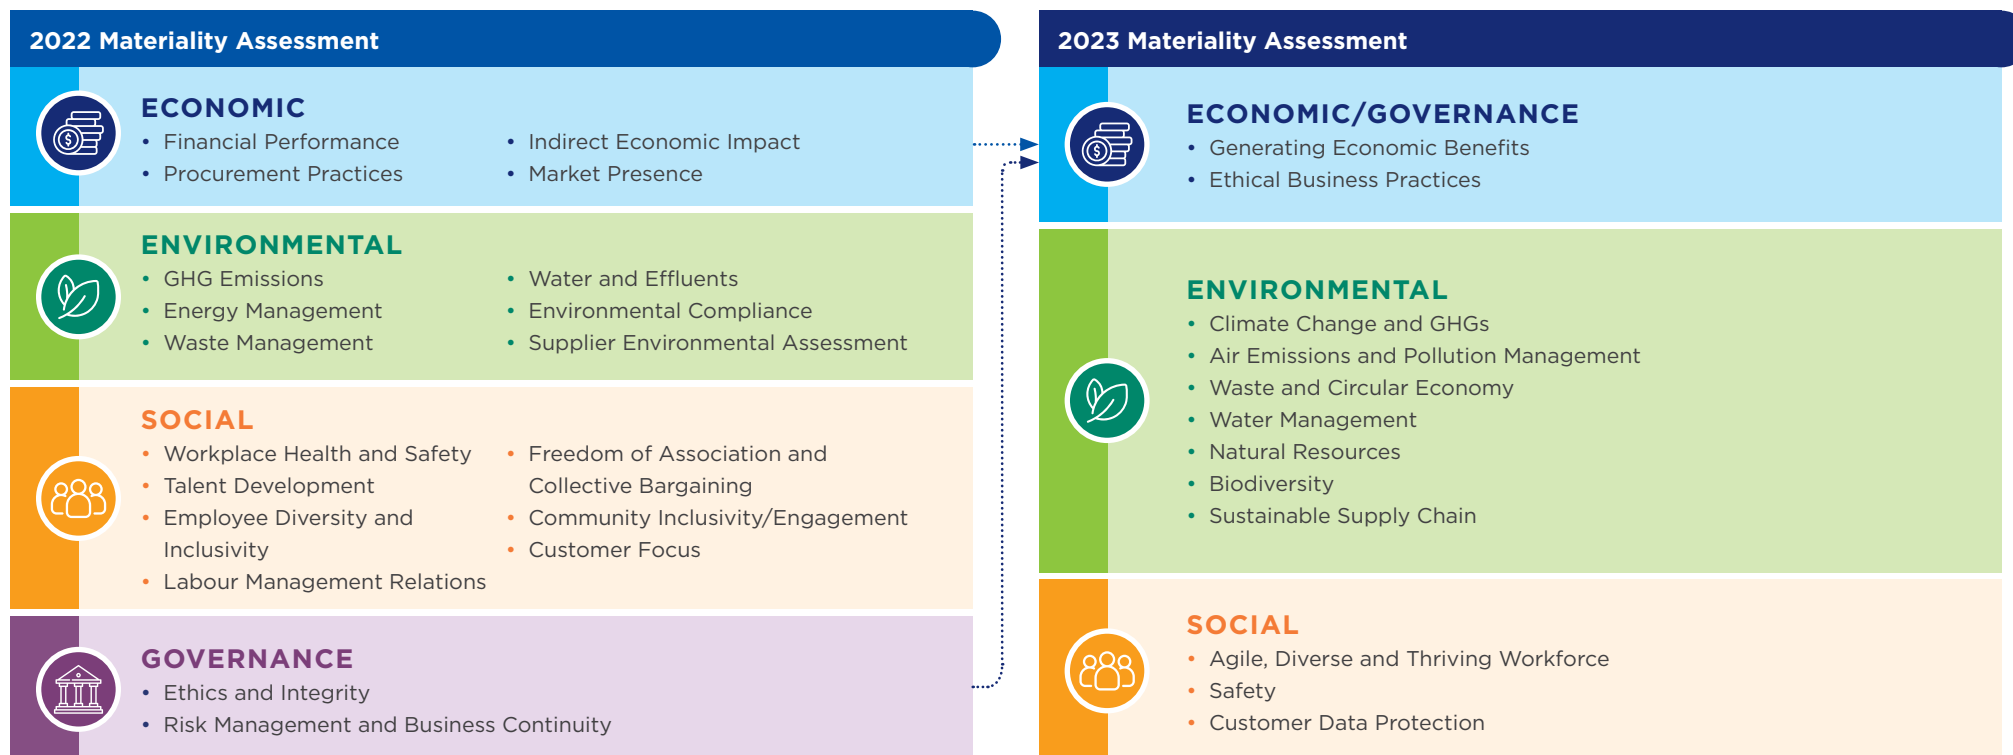 2022 Materiality Assessment
ECONOMIC
• Financial Performance
• Procurement Practices
• Indirect Economic Impact
• Market Presence
ENVIRONMENTAL
• GHG Emissions
• Energy Management
• Waste Management
• Water and Effluents
• Environmental Compliance
• Supplier Environmental Assessment
SOCIAL
• Workplace Health and Safety
• Talent Development
• Employee Diversity and
Inclusivity
• Labour Management Relations
• Freedom of Association and
Collective Bargaining
• Community Inclusivity/Engagement
• Customer Focus
GOVERNANCE
• Ethics and Integrity
• Risk Management and Business Continuity
2023 Materiality Assessment
ECONOMIC/GOVERNANCE
• Generating Economic Benefits
• Ethical Business Practices
ENVIRONMENTAL
• Climate Change and GHGs
• Air Emissions and Pollution Management
• Waste and Circular Economy
• Water Management
• Natural Resources
• Biodiversity
• Sustainable Supply Chain
SOCIAL
• Agile, Diverse and Thriving Workforce
• Safety
• Customer Data Protection